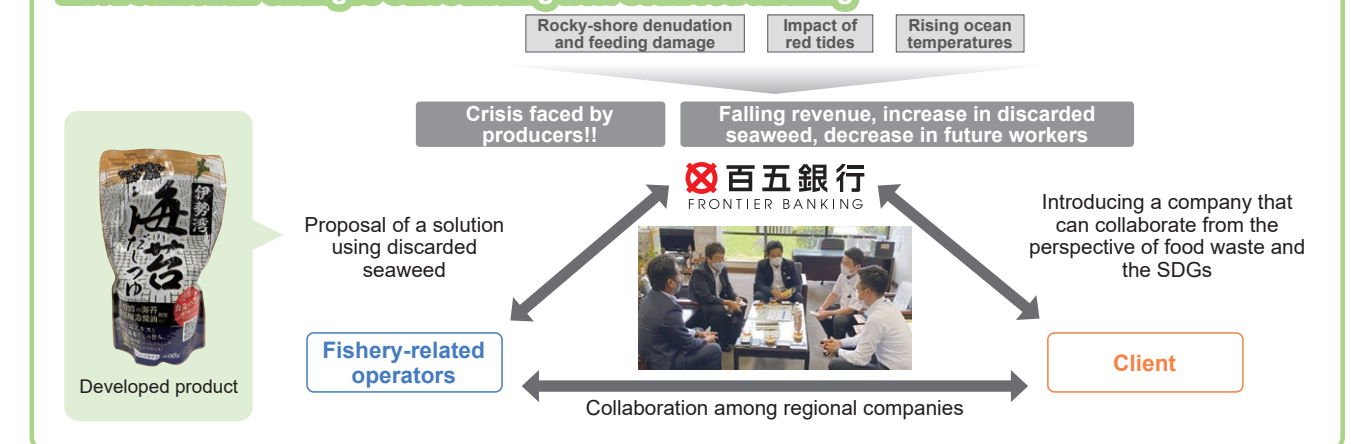 Rocky-shore denudation
and feeding damage
Impact of
red tides
Rising ocean
temperatures
Crisis faced by
producers!!
Falling revenue, increase in discarded
seaweed, decrease in future workers
百五銀行
FRONTIER BANKING
Proposal of a solution
using discarded
seaweed
Introducing a company that
can collaborate from the
perspective of food waste and
the SDGs
伊勢湾
海苔
だしつゆ
Developed product
Fishery-related
operators
Client
Collaboration among regional companies